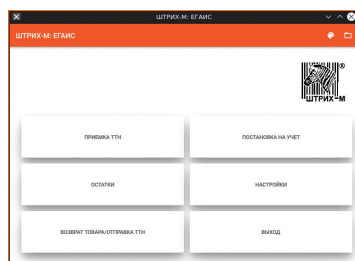 ШТРИХ-М: ЕГАИС
ШТРИХ-М: ЕГАИС
ШТРИХ-М
ПРИЕМКА ТТН
ПОСТАНОВКА НА УЧЕТ
ОСТАТКИ
НАСТРОЙКИ
ВОЗВРАТ ТОВАРА/ОТПРАВКА ТТН
ВЫХОД